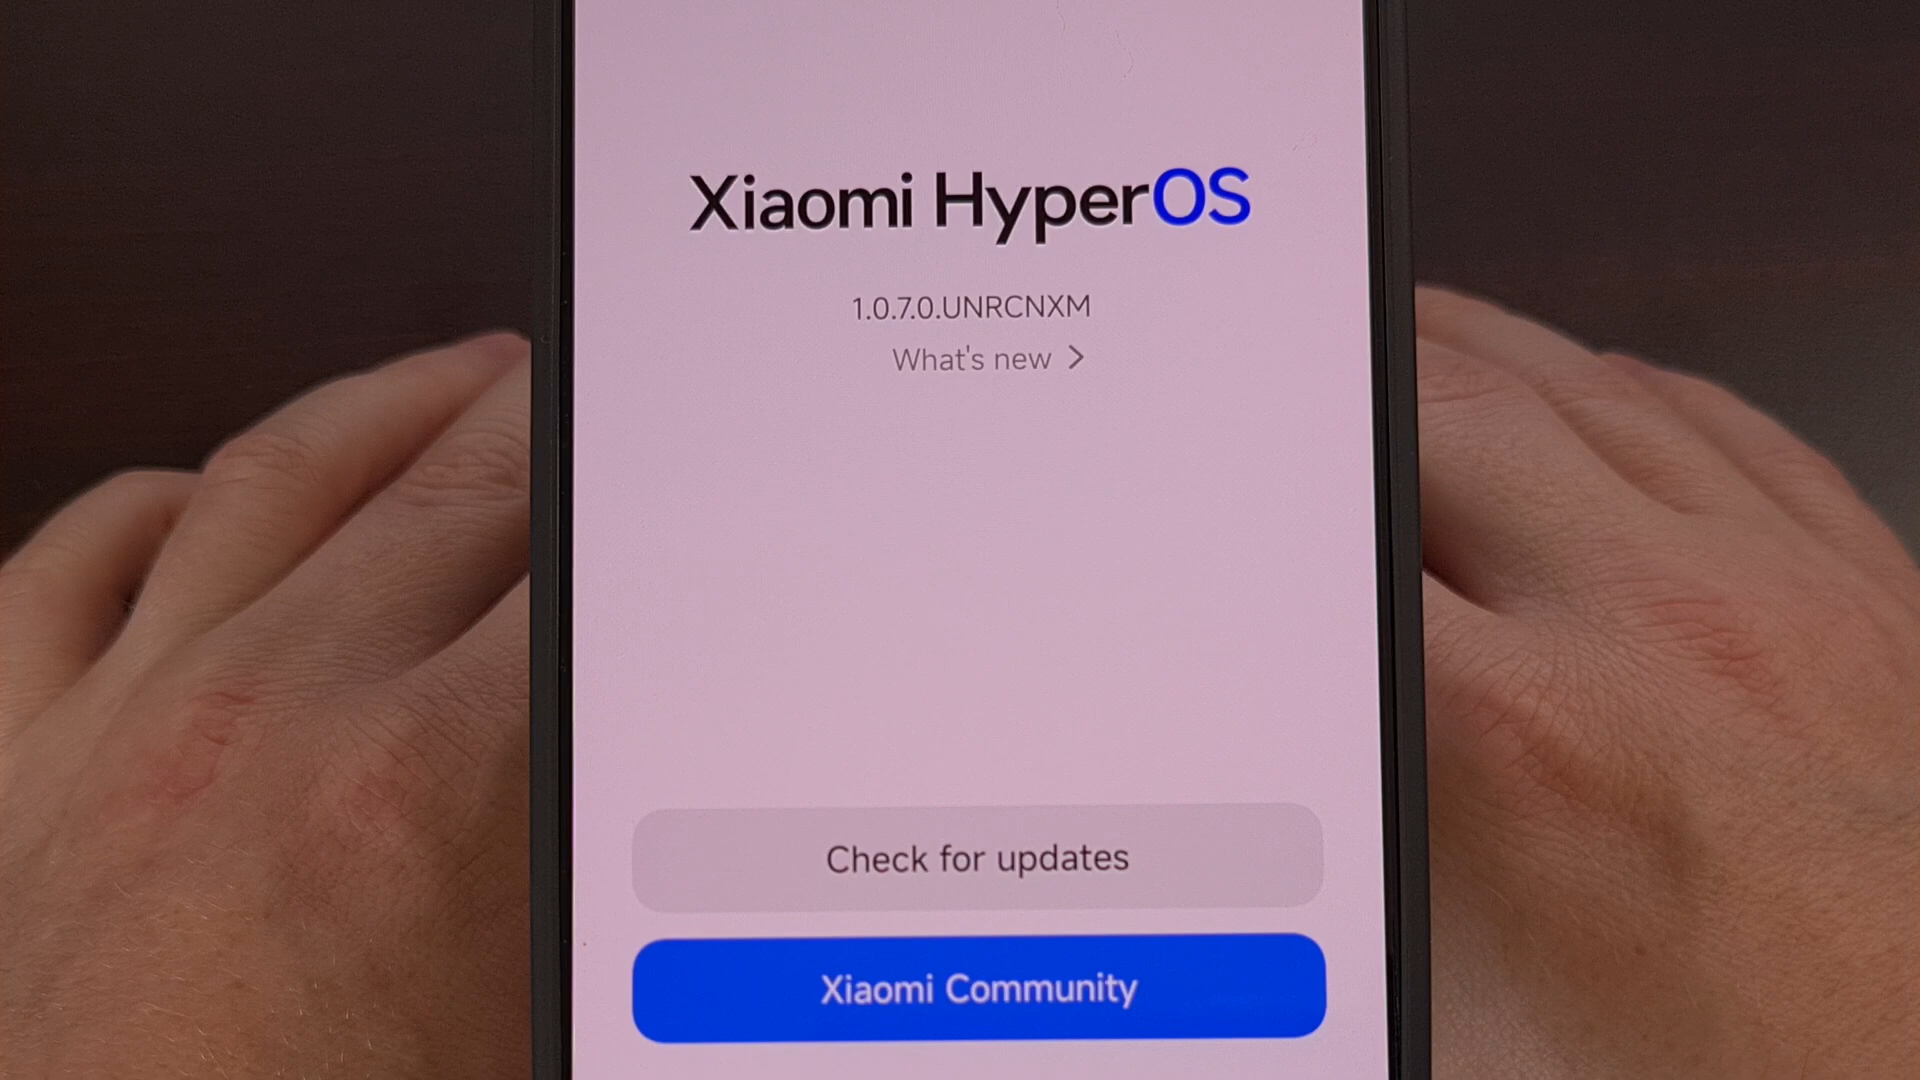 Xiaomi HyperOS
1.0.7.0.UNRCNXM
What's new >
Check for updates
Xiaomi Community